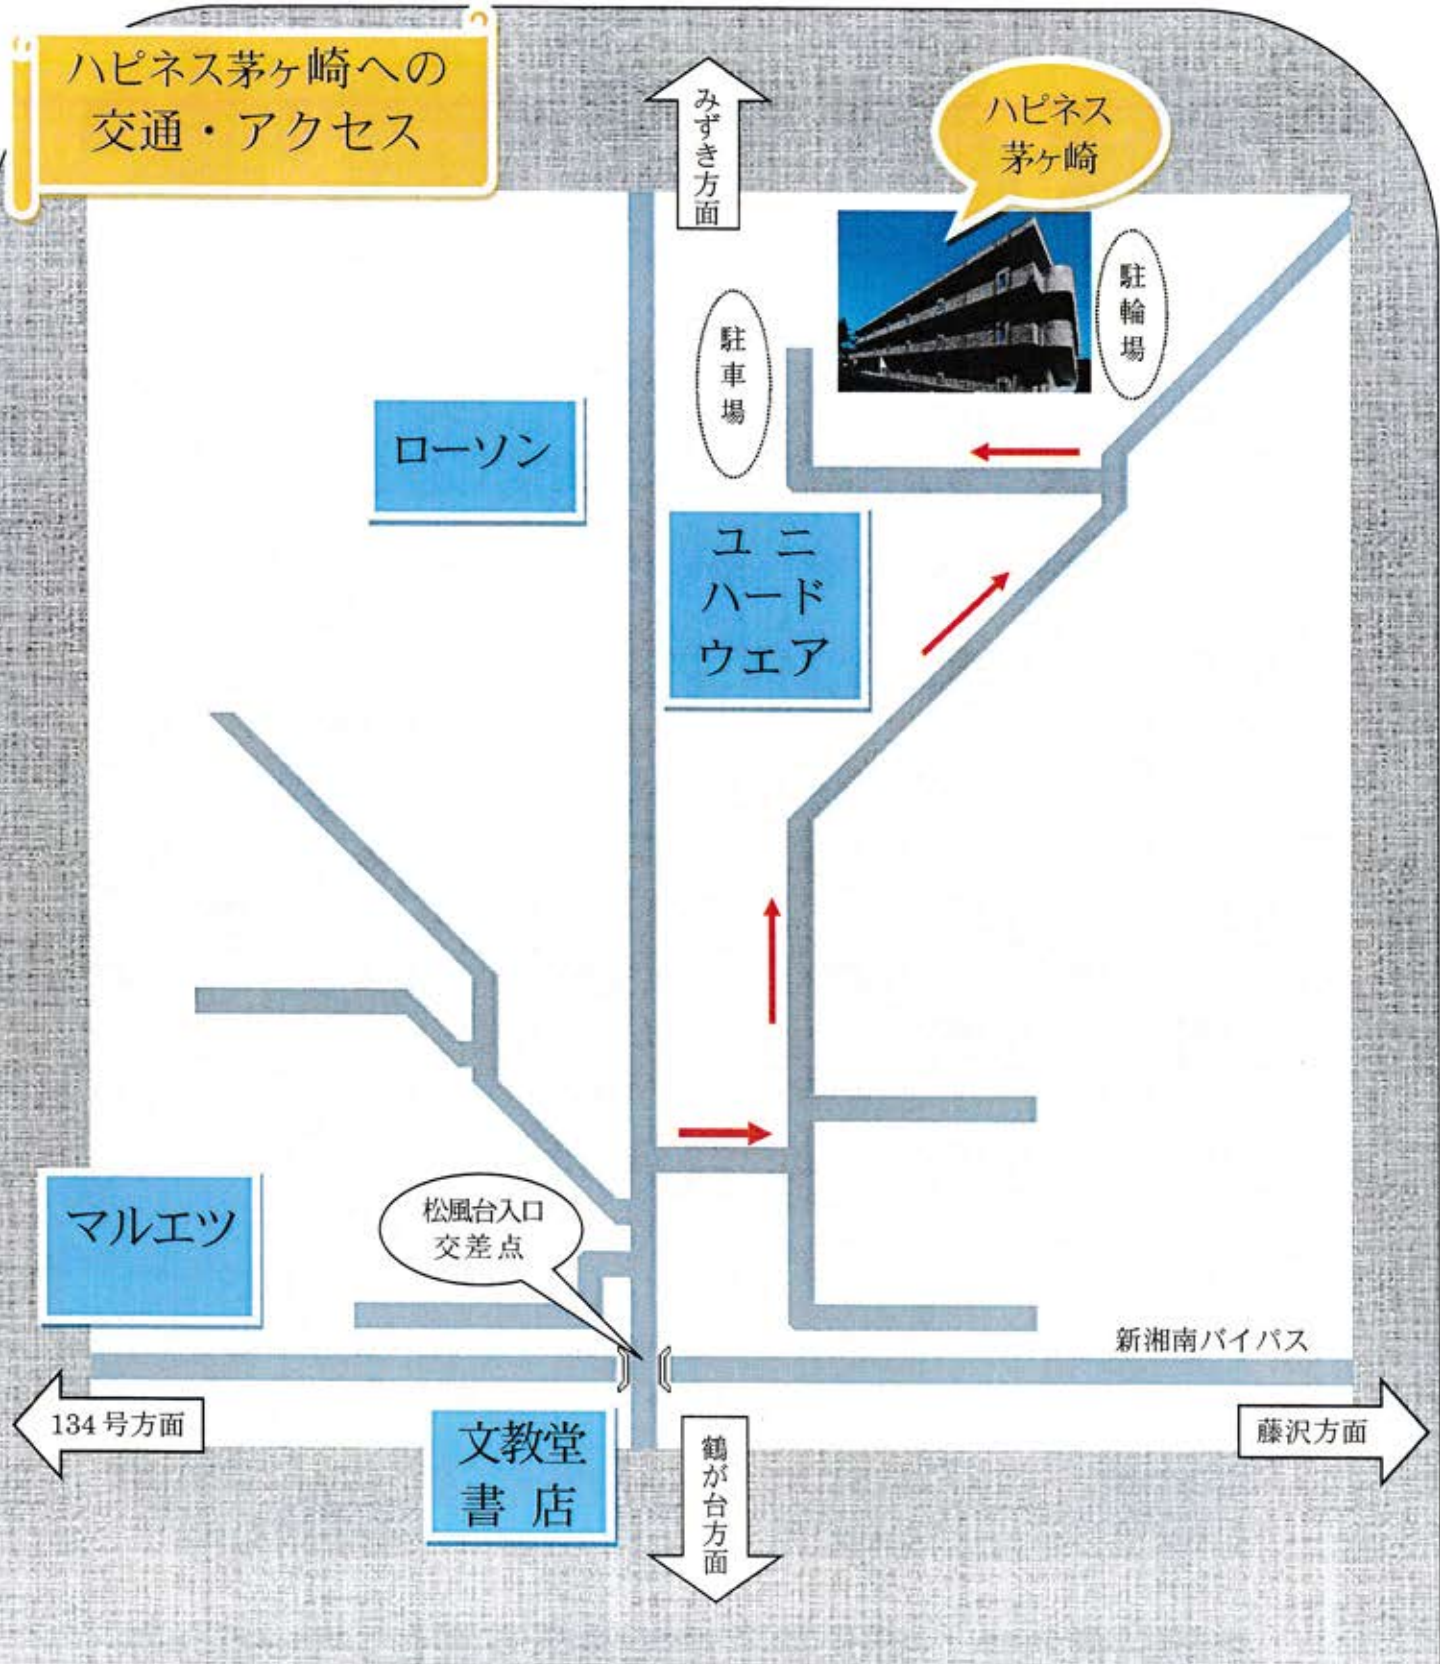 ハピネス茅ヶ崎への
交通・アクセス
みずき方面
ハピネス
茅ヶ崎
駐輪場
駐車場
ローソン
ユニ
ハード
ウェア
マルエツ
松風台入口
交差点
新湘南バイパス
134号方面
藤沢方面
文教堂
書店
鶴が台方面